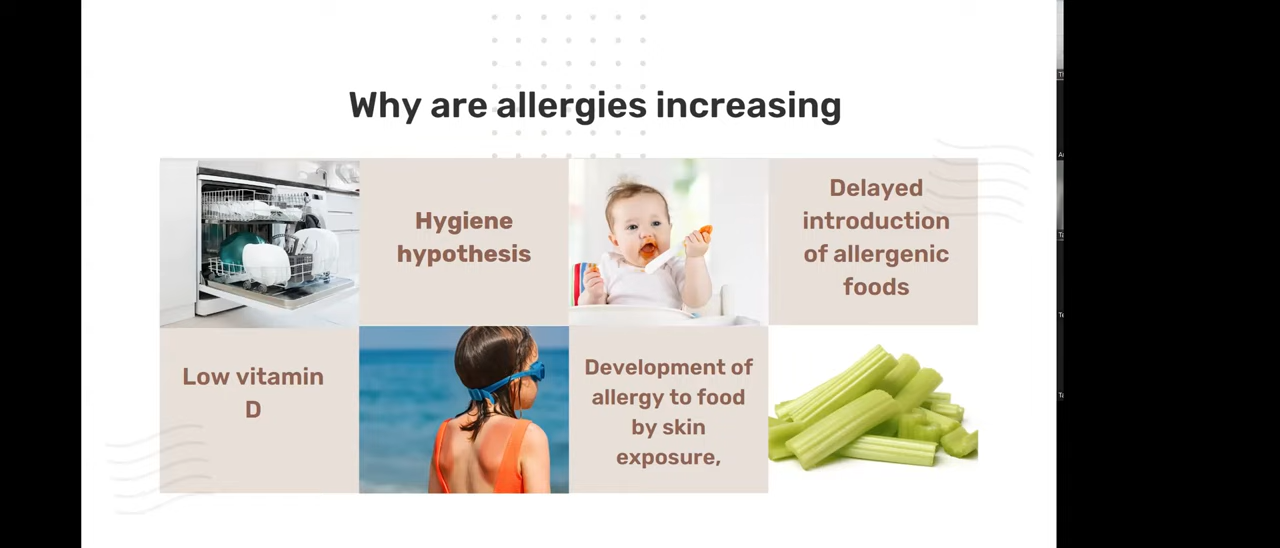 Why are allergies increasing
Hygiene
hypothesis
Delayed
introduction
of allergenic
foods
Low vitamin
D
Development of
allergy to food
by skin
exposure,